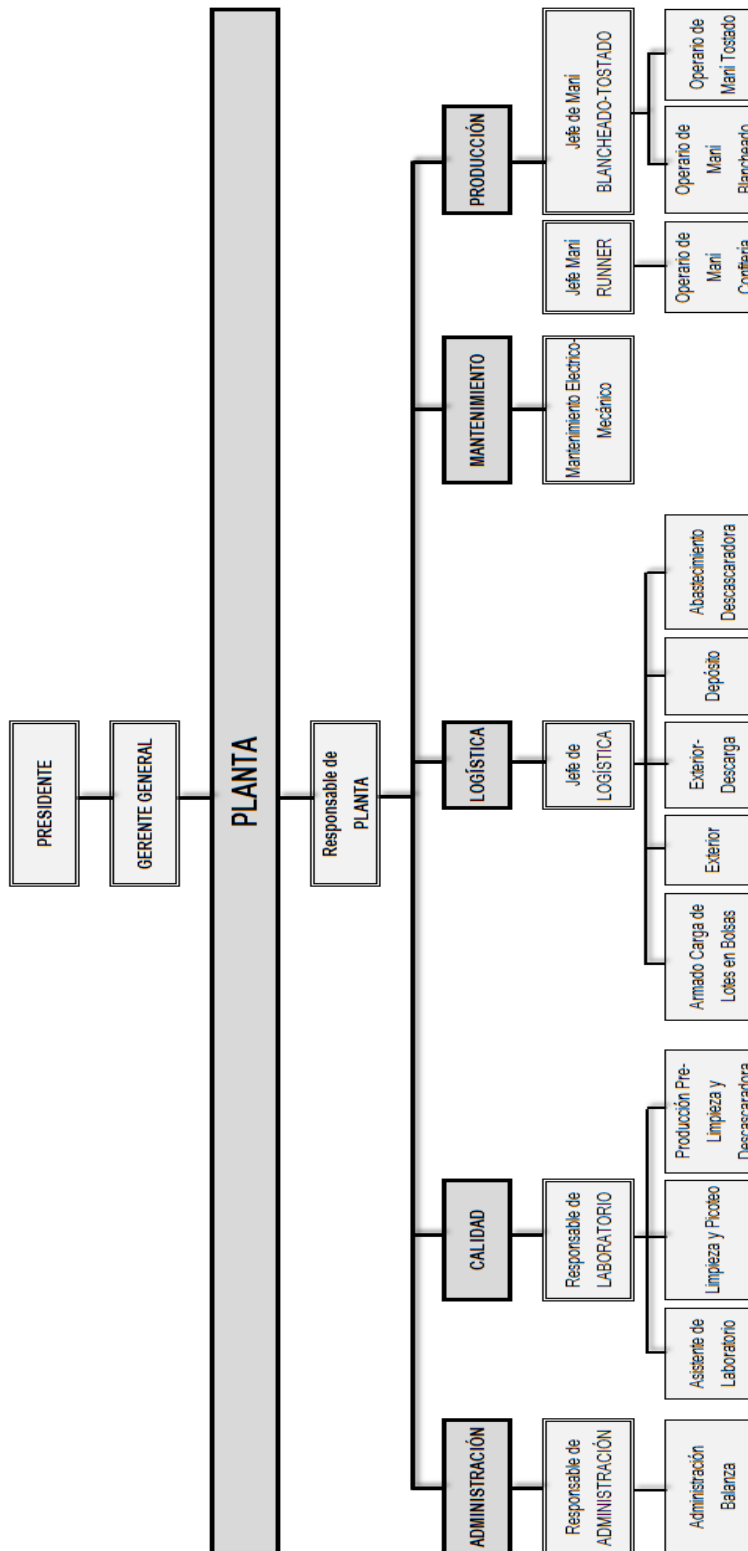 PRESIDENTE
GERENTE GENERAL
PLANTA
Responsable de
PLANTA
ADMINISTRACIÓN
CALIDAD
LOGÍSTICA
MANTENIMIENTO
PRODUCCIÓN
Responsable de
ADMINISTRACIÓN
Responsable de
LABORATORIO
Jefe de
LOGÍSTICA
Mantenimiento Electrico-
Mecánico
Jefe Maní
RUNNER
Jefe de Maní
BLANCHEADO-TOSTADO
Administración
Balanza
Asistente de
Laboratorio
Limpieza y Picoteo
Producción Pre-
Limpieza y
Descascaradora
Armado Carga de
Lotes en Bolsas
Exterior
Exterior-
Descarga
Depósito
Abastecimiento
Descascaradora
Operario de
Maní
Confitería
Operario de
Maní
Blancheado
Operario de
Maní Tostado